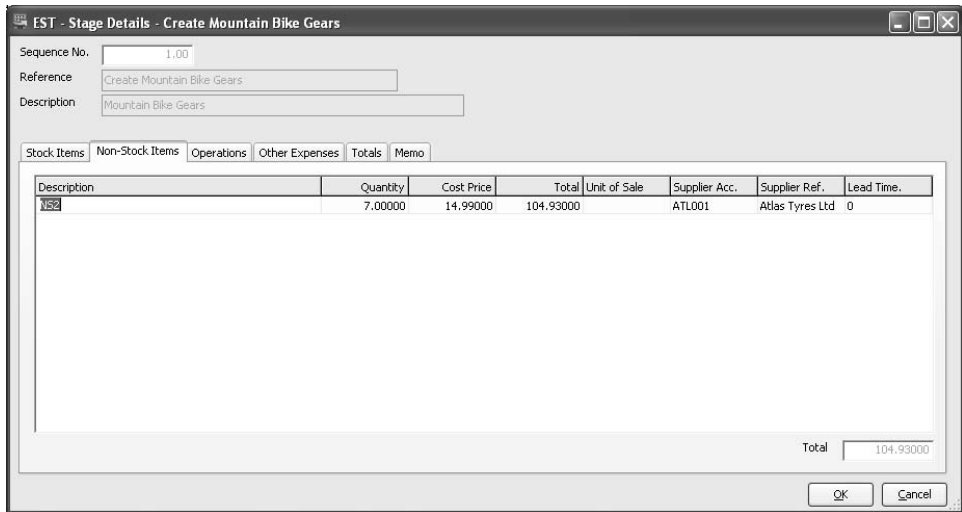 EST - Stage Details - Create Mountain Bike Gears
Sequence No. 1.00
Reference Create Mountain Bike Gears
Description Mountain Bike Gears
Stock Items Non-Stock Items Operations Other Expenses Totals Memo
Description Quantity Cost Price Total Unit of Sale Supplier Acc. Supplier Ref. Lead Time.
NS2 7.00000 14.99000 104.93000 ATL001 Atlas Tyres Ltd 0
Total 104.93000
OK Cancel